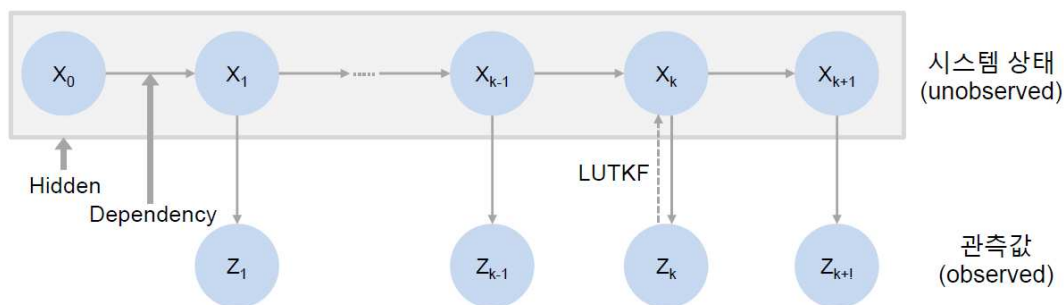 X0
X1
.....
Xk-1
Xk
Xk+1
시스템 상태
(unobserved)
Hidden
Dependency
LUTKF
Z1
Zk-1
Zk
Zk+!
관측값
(observed)